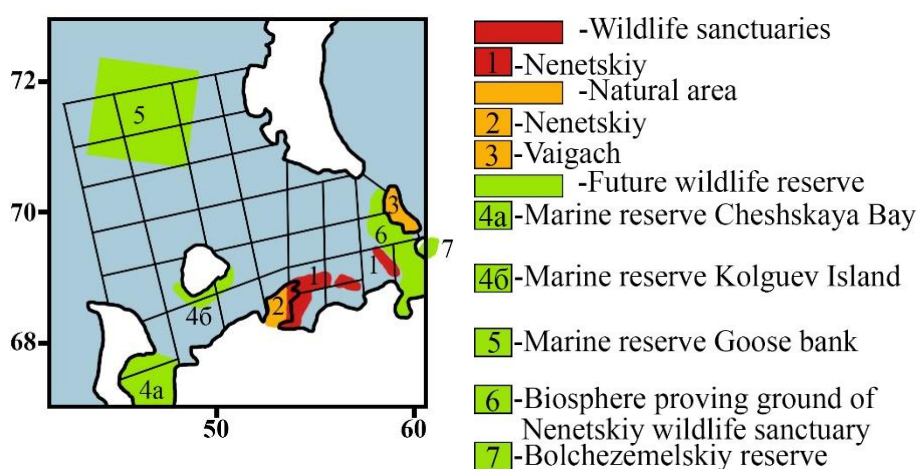 72
70
68
50
60
5
3
6
7
1
1
2
4б
4а
-Wildlife sanctuaries
1 -Nenetskiy
-Natural area
2 -Nenetskiy
3 -Vaigach
-Future wildlife reserve
4а -Marine reserve Cheshskaya Bay
4б -Marine reserve Kolguev Island
5 -Marine reserve Goose bank
6 -Biosphere proving ground of
Nenetskiy wildlife sanctuary
7 -Bolchezemelskiy reserve